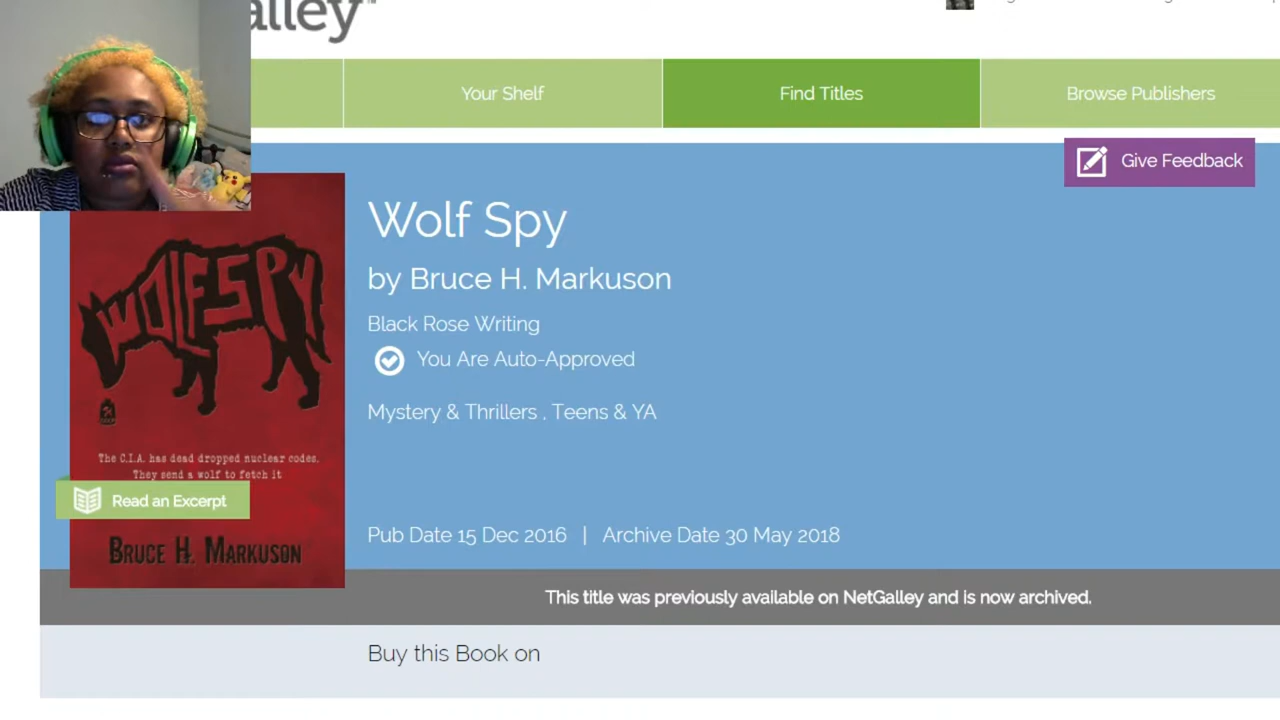 alley
Your Shelf
Find Titles
Browse Publishers
Give Feedback
WOLFSPY
The C.I.A. has dead dropped nuclear codes.
They send a wolf to fetch it
Read an Excerpt
BRUCE H. MARKUSON
Wolf Spy
by Bruce H. Markuson
Black Rose Writing
You Are Auto-Approved
Mystery & Thrillers , Teens & YA
Pub Date 15 Dec 2016 | Archive Date 30 May 2018
This title was previously available on NetGalley and is now archived.
Buy this Book on